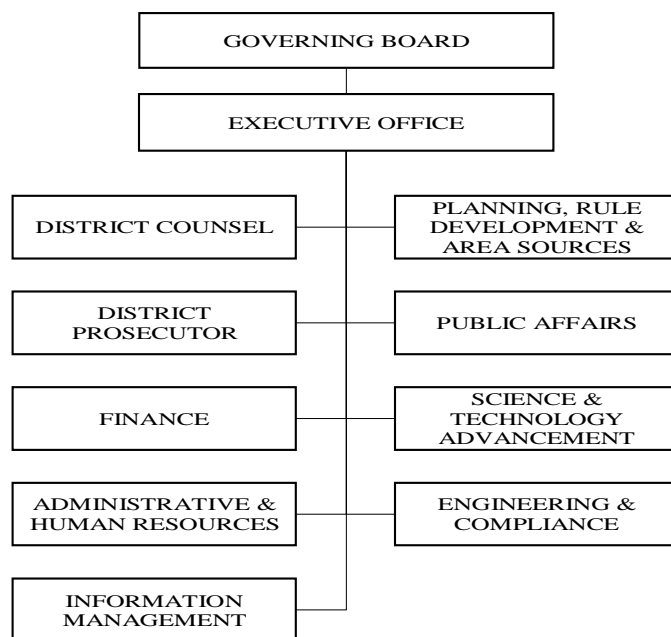 GOVERNING BOARD
EXECUTIVE OFFICE
DISTRICT COUNSEL
PLANNING, RULE
DEVELOPMENT &
AREA SOURCES
DISTRICT
PROSECUTOR
PUBLIC AFFAIRS
FINANCE
SCIENCE &
TECHNOLOGY
ADVANCEMENT
ADMINISTRATIVE &
HUMAN RESOURCES
ENGINEERING &
COMPLIANCE
INFORMATION
MANAGEMENT